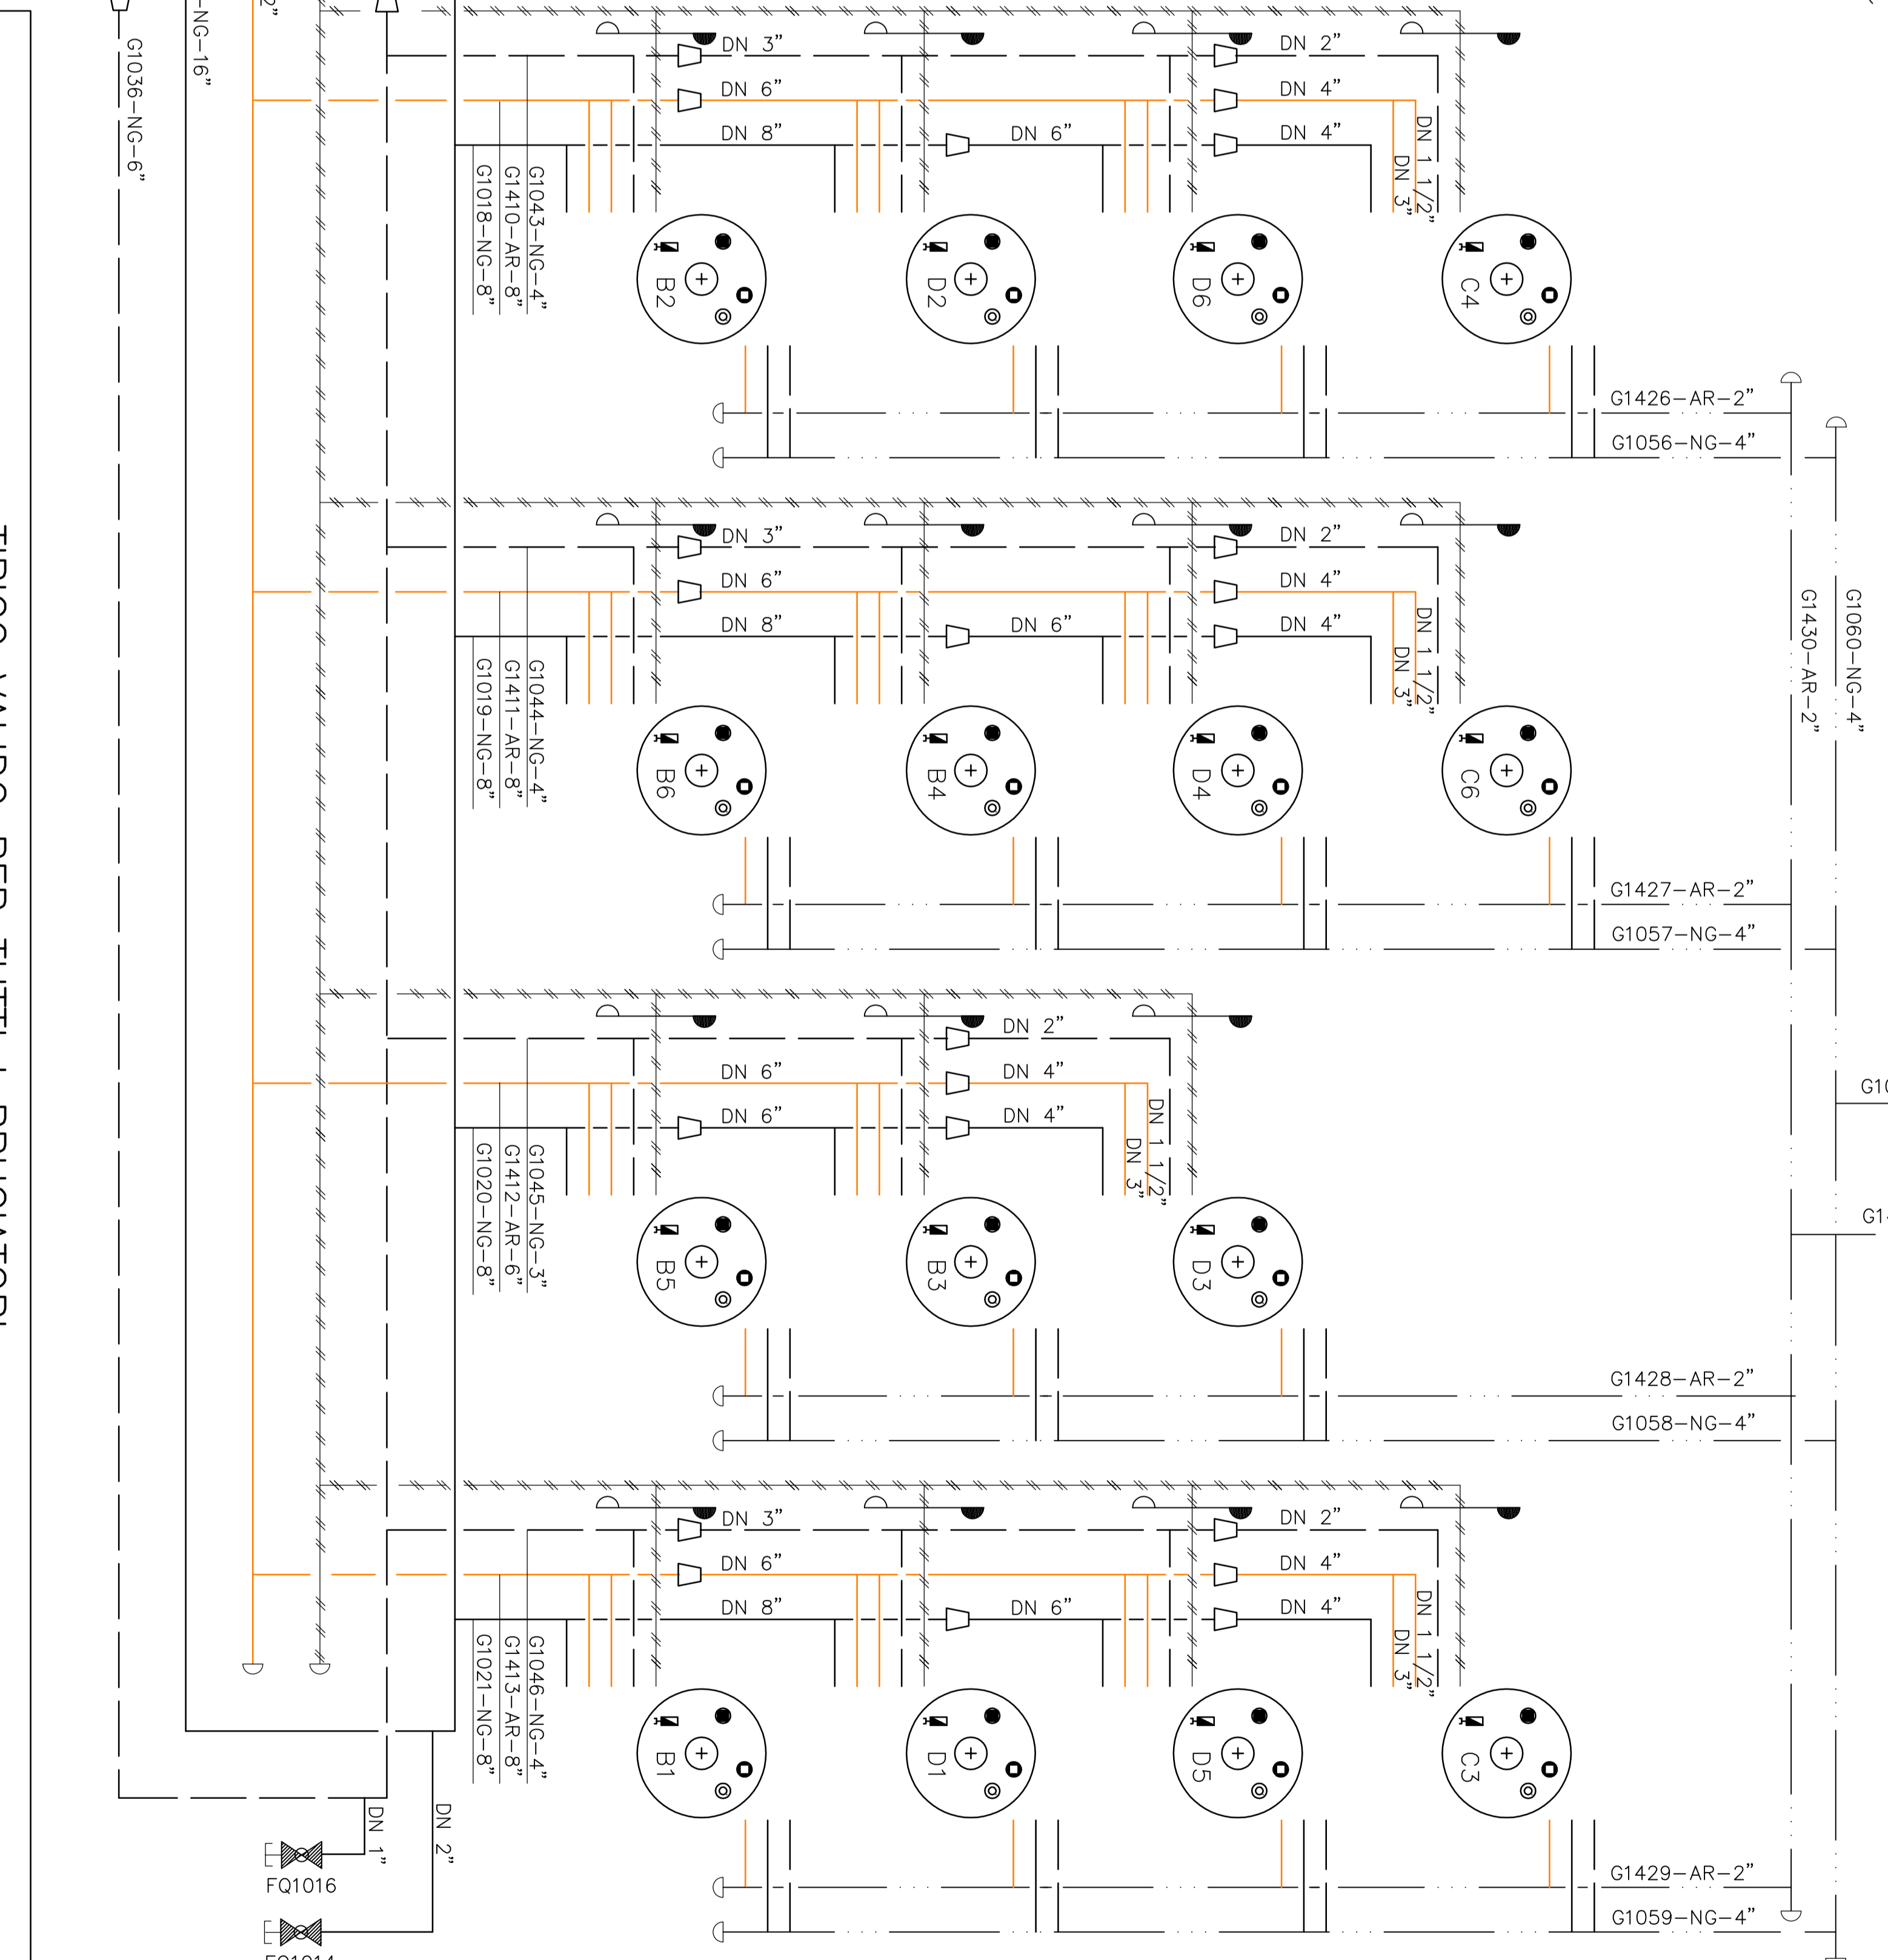 G1036-NG-6"
-NG-16"
2"
DN 3"
DN 2"
DN 6"
DN 4"
DN 8"
DN 6"
DN 4"
DN 1 1/2"
DN 3"
G1043-NG-4"
G1410-AR-8"
G1018-NG-8"
B2
D2
D6
C4
G1426-AR-2"
G1056-NG-4"
DN 3"
DN 2"
DN 6"
DN 4"
DN 8"
DN 6"
DN 4"
DN 1 1/2"
DN 3"
G1044-NG-4"
G1411-AR-8"
G1019-NG-8"
B6
B4
D4
C6
G1060-NG-4"
G1430-AR-2"
G1427-AR-2"
G1057-NG-4"
DN 2"
DN 6"
DN 4"
DN 6"
DN 4"
DN 1 1/2"
DN 3"
G1045-NG-3"
G1412-AR-6"
G1020-NG-8"
B5
B3
D3
G1428-AR-2"
G1058-NG-4"
DN 3"
DN 2"
DN 6"
DN 4"
DN 8"
DN 6"
DN 4"
DN 1 1/2"
DN 3"
G1046-NG-4"
G1413-AR-8"
G1021-NG-8"
B1
D1
D5
C3
G1429-AR-2"
G1059-NG-4"
DN 1"
DN 2"
FQ1016
TIPICO VALIDO PER TUTTI I BRUCIATORI